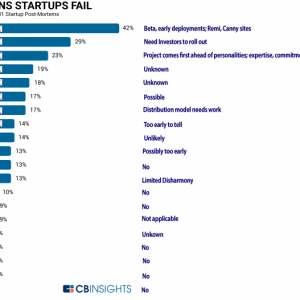 NS STARTUPS FAIL
1 Startup Post-Mortems
42% Beta, early deployments; Remi, Canny sites
29% Need Investors to roll out
23% Project comes first ahead of personalities; expertise, commitm
19% Unknown
18% Unknown
17% Possible
17% Distribution model needs work
14% Too early to tell
14% Unlikely
13% Possibly too early
13% No
13% Limited Disharmony
10% No
9% No
9% Not applicable
% Unkown
% No
% No
% No
CBINSIGHTS No